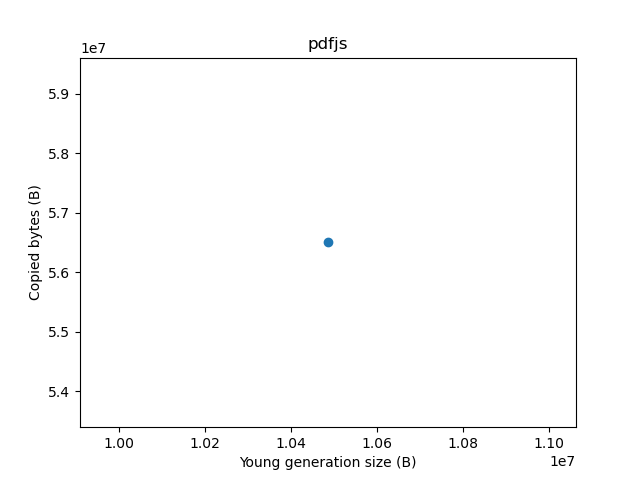 pdfjs
1e7
5.9
5.8
5.7
5.6
5.5
5.4
Copied bytes (B)
1.00 1.02 1.04 1.06 1.08 1.10
1e7
Young generation size (B)